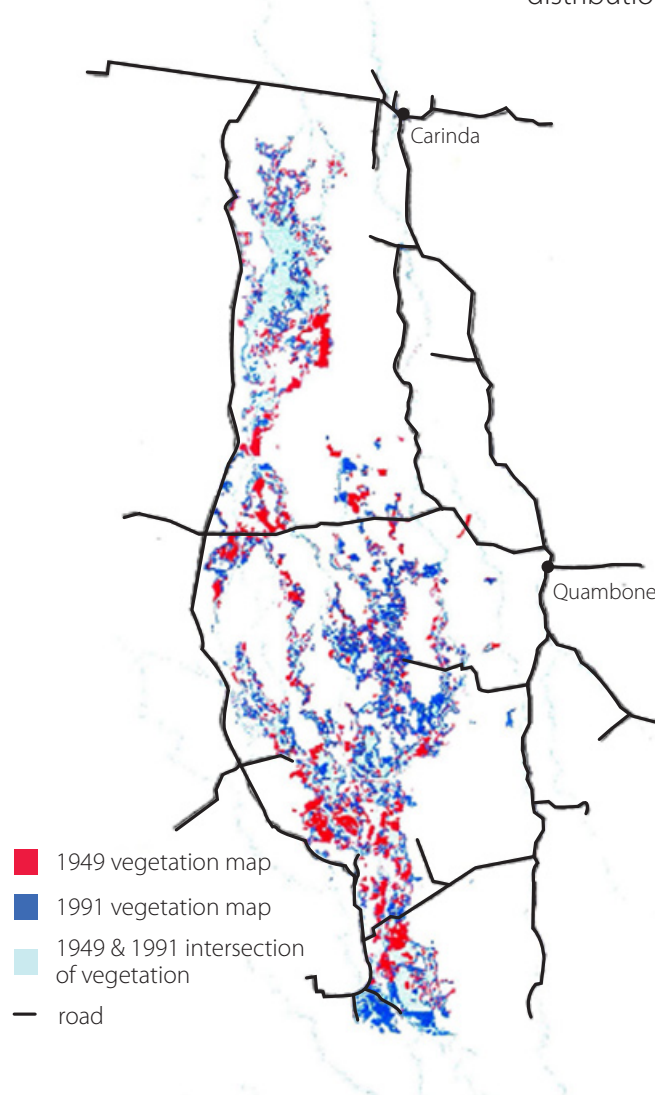 Carinda
Quambone
1949 vegetation map
1991 vegetation map
1949 & 1991 intersection
of vegetation
road